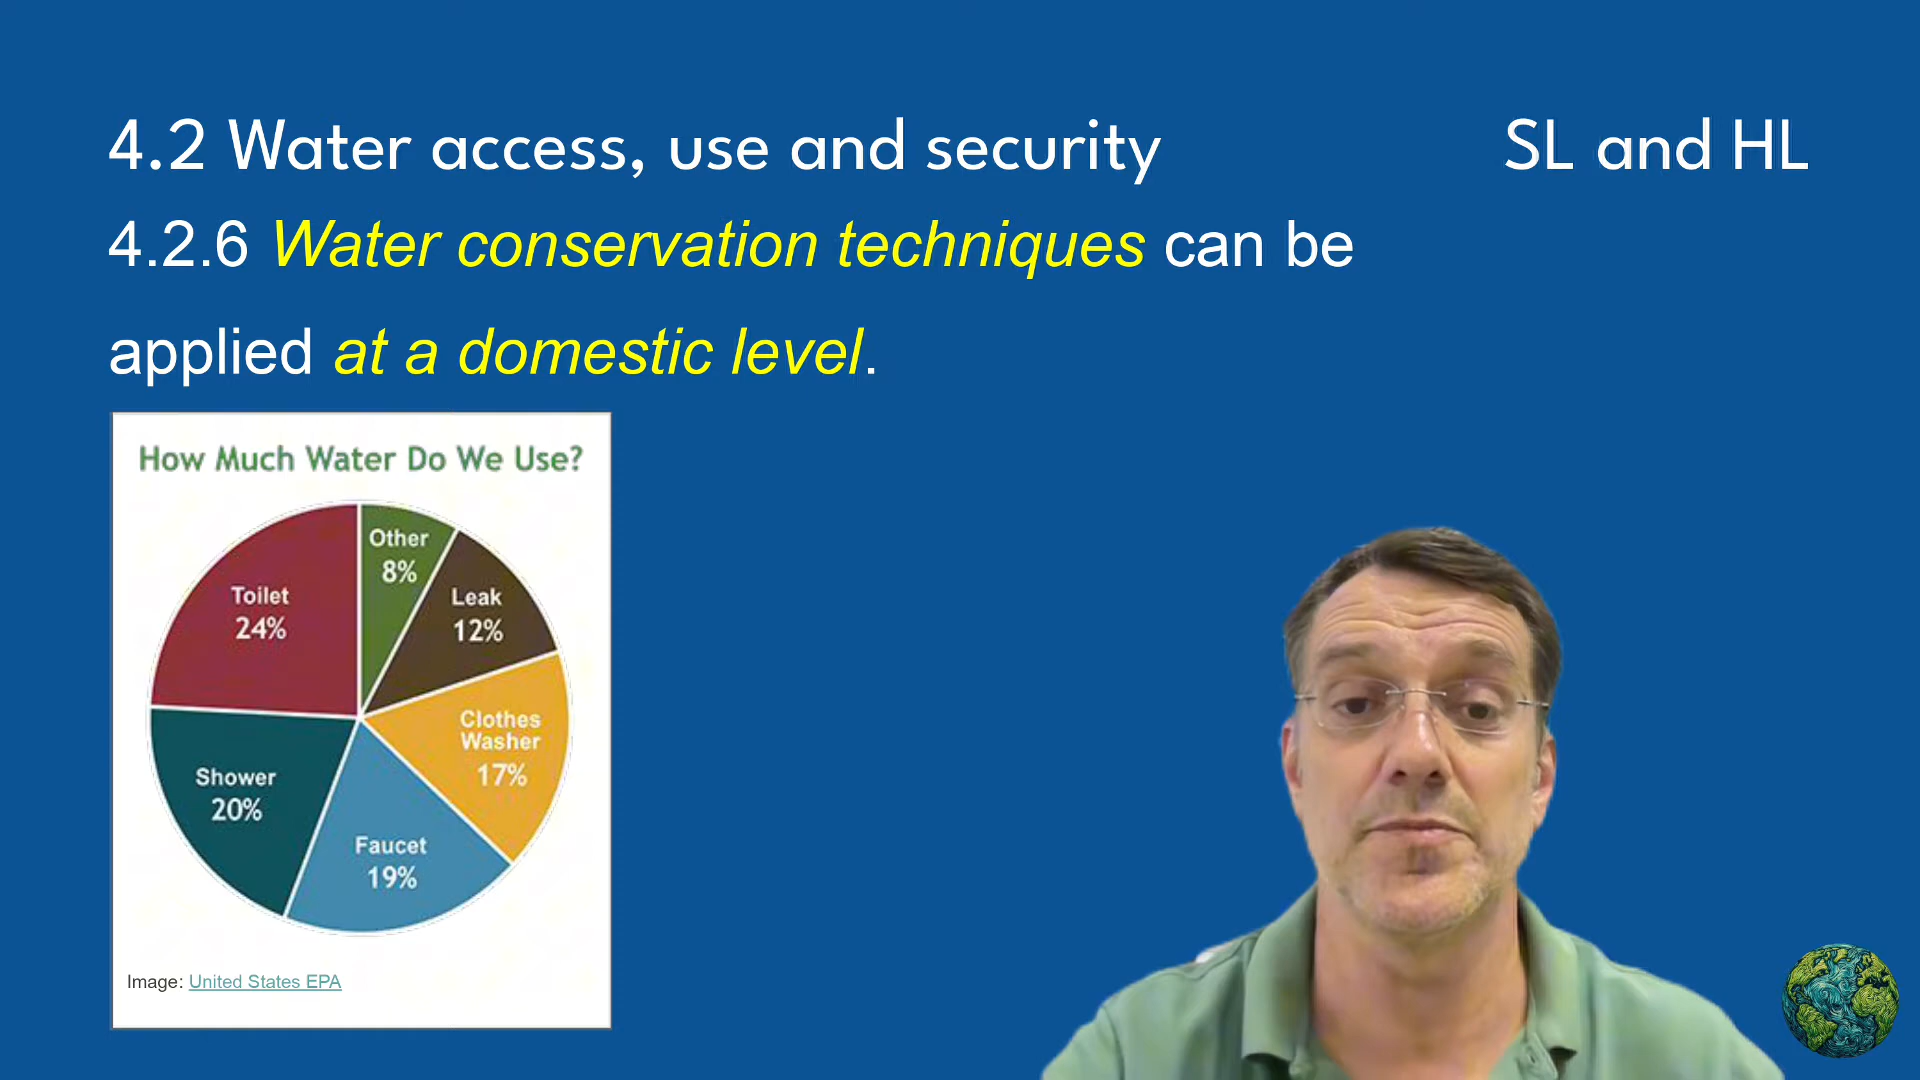 4.2 Water access, use and security SL and HL
4.2.6 Water conservation techniques can be
applied at a domestic level.
How Much Water Do We Use?
Other
8%
Leak
12%
Toilet
24%
Clothes
Washer
17%
Shower
20%
Faucet
19%
Image: United States EPA